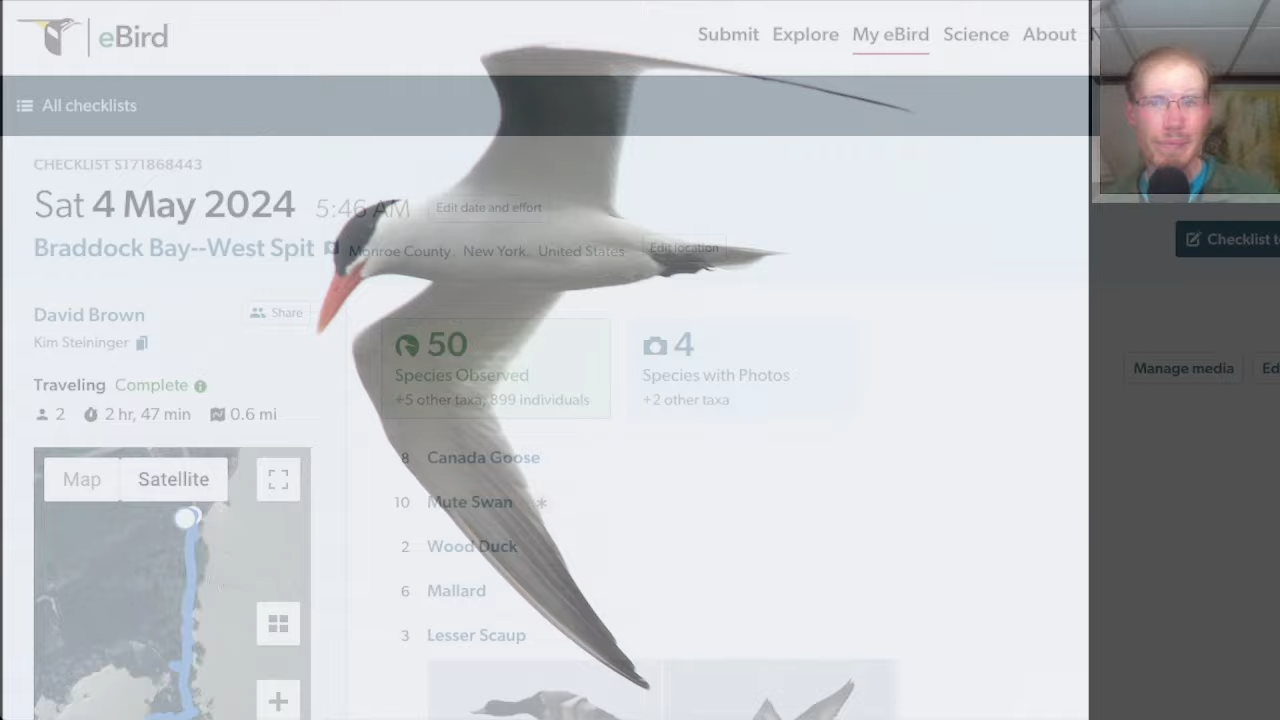 eBird
Submit Explore My eBird Science About
All checklists
CHECKLIST S171868443
Sat 4 May 2024 5:46 AM Edit date and effort
Braddock Bay--West Spit Monroe County, New York, United States Edit location
Checklist to
David Brown Share
Kim Steininger
50 Species Observed
+5 other taxa, 899 individuals
4 Species with Photos
+2 other taxa
Manage media Ed
Traveling Complete
2 2 hr, 47 min 0.6 mi
Map Satellite
8 Canada Goose
10 Mute Swan *
2 Wood Duck
6 Mallard
3 Lesser Scaup
+